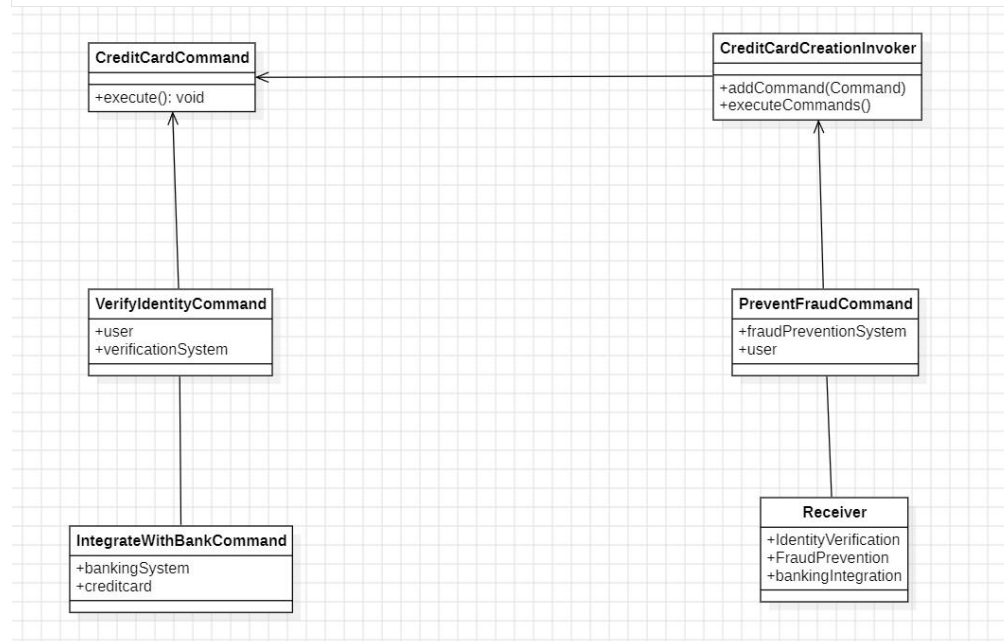 CreditCardCommand
+execute(): void
CreditCardCreationInvoker
+addCommand(Command)
+executeCommands()
VerifyIdentityCommand
+user
+verificationSystem
PreventFraudCommand
+fraudPreventionSystem
+user
IntegrateWithBankCommand
+bankingSystem
+creditcard
Receiver
+IdentityVerification
+FraudPrevention
+bankingIntegration